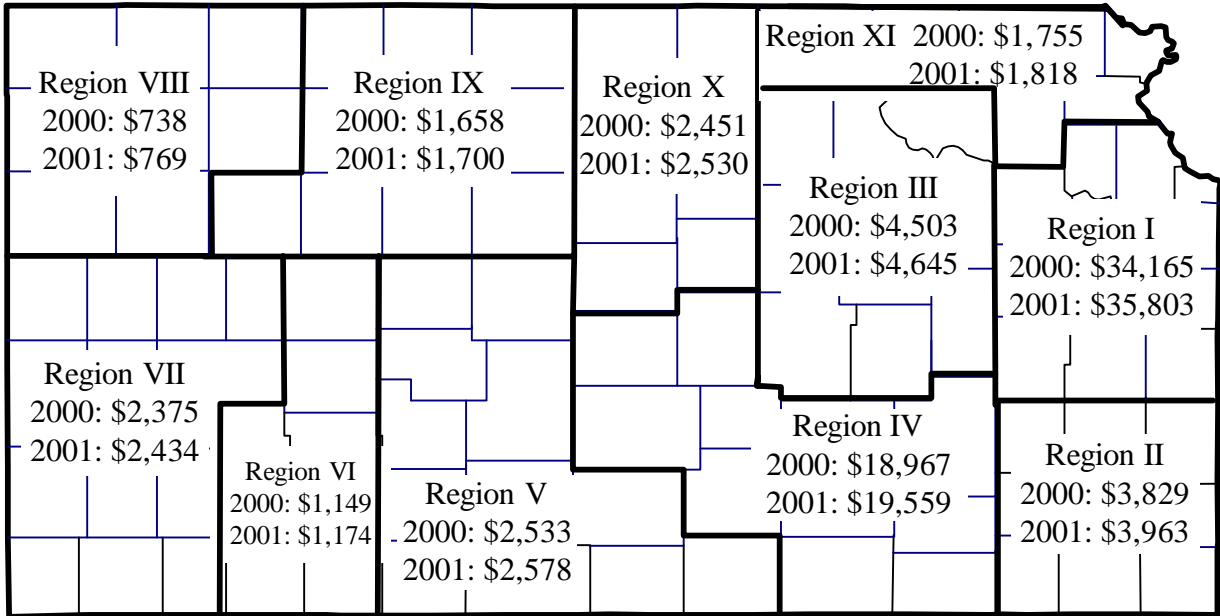 Region XI 2000: $1,755
2001: $1,818
Region VIII
2000: $738
2001: $769
Region IX
2000: $1,658
2001: $1,700
Region X
2000: $2,451
2001: $2,530
Region III
2000: $4,503
2001: $4,645
Region I
2000: $34,165
2001: $35,803
Region VII
2000: $2,375
2001: $2,434
Region VI
2000: $1,149
2001: $1,174
Region V
2000: $2,533
2001: $2,578
Region IV
2000: $18,967
2001: $19,559
Region II
2000: $3,829
2001: $3,963